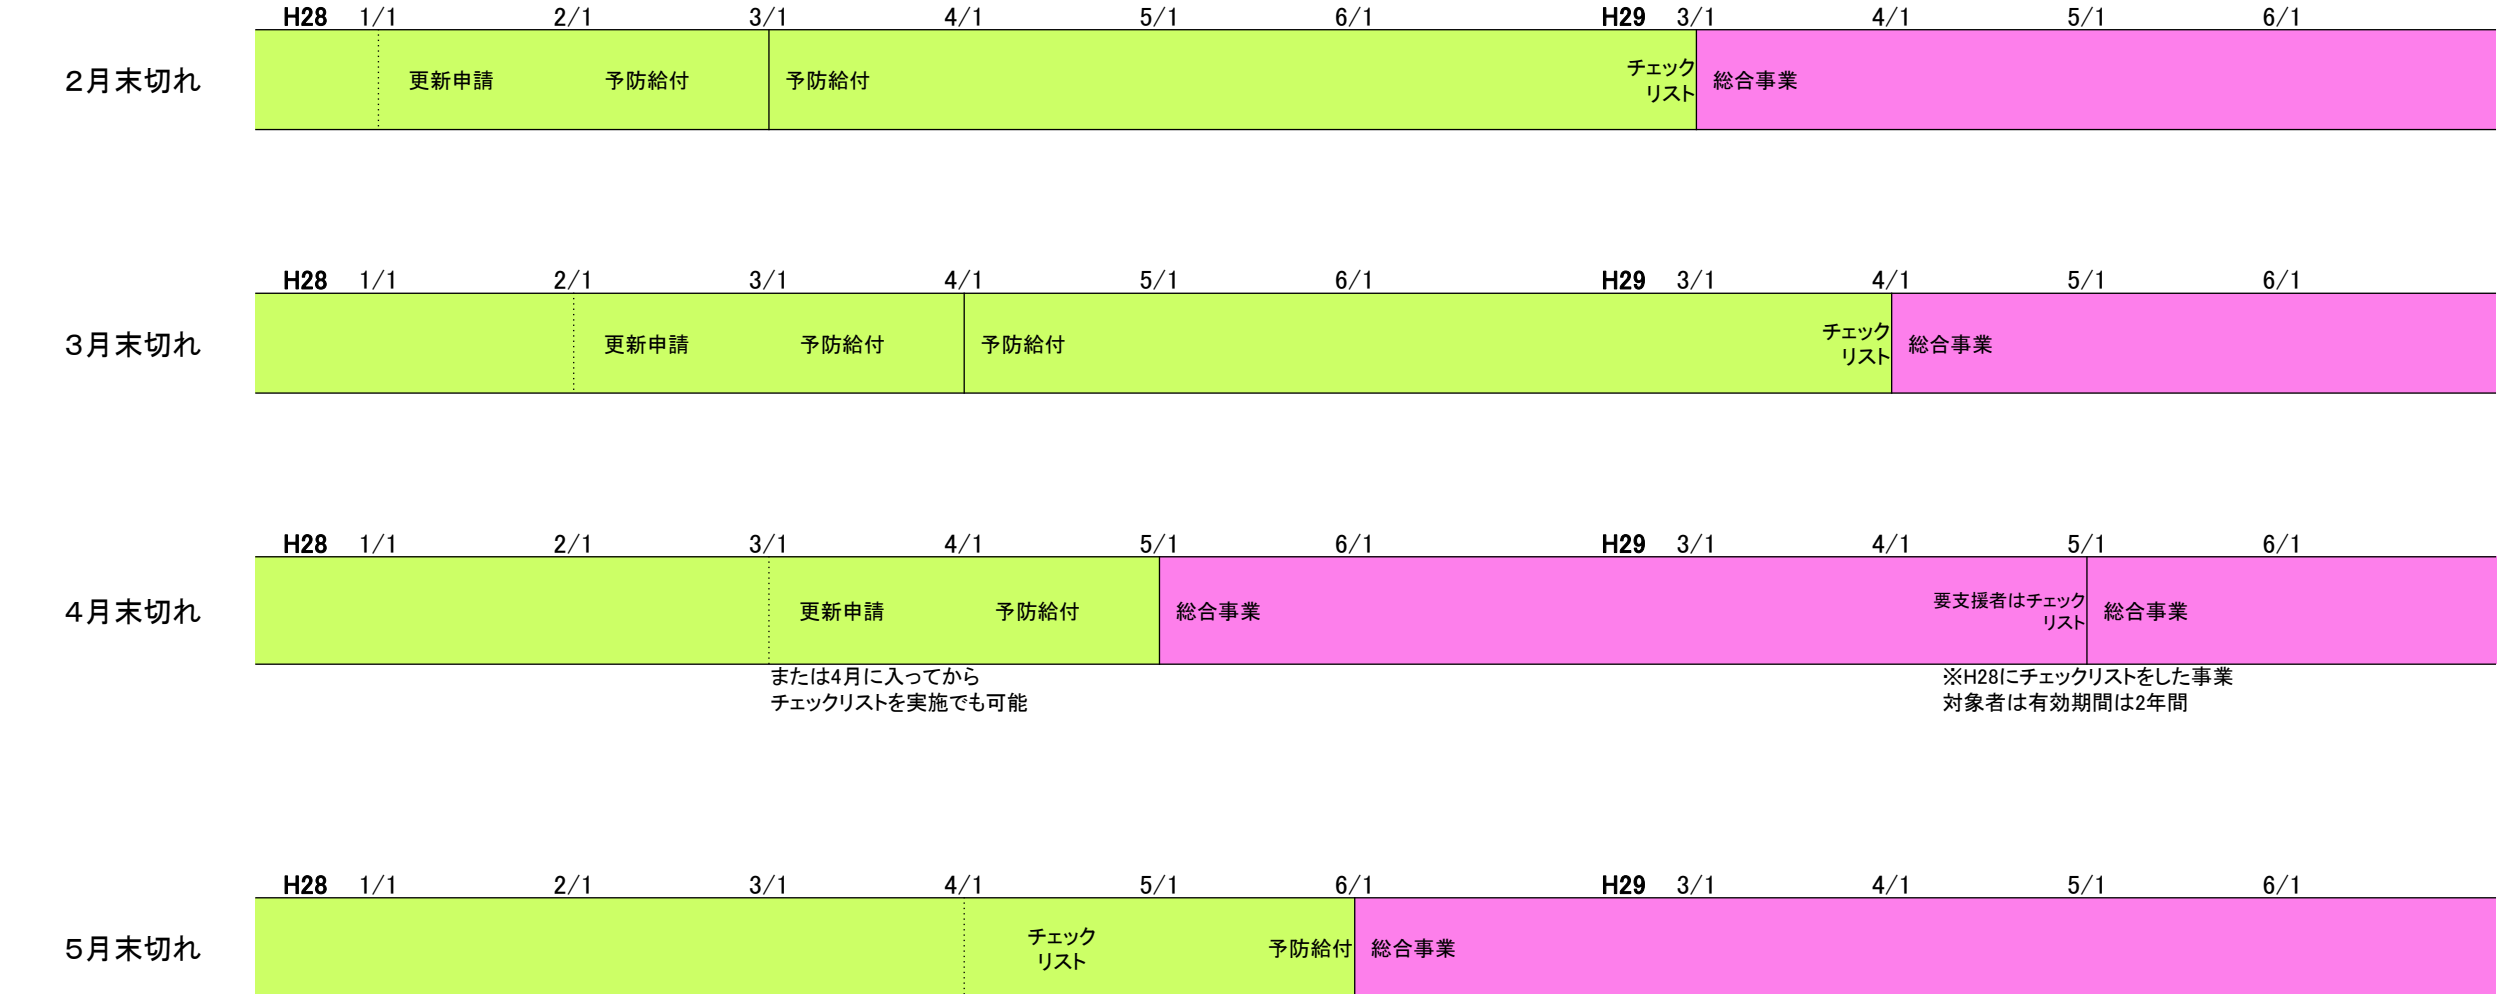 H28 1/1 2/1 3/1 4/1 5/1 6/1 H29 3/1 4/1 5/1 6/1
２月末切れ 更新申請 予防給付 予防給付 チェック 総合事業
リスト
H28 1/1 2/1 3/1 4/1 5/1 6/1 H29 3/1 4/1 5/1 6/1
３月末切れ 更新申請 予防給付 予防給付 チェック 総合事業
リスト
H28 1/1 2/1 3/1 4/1 5/1 6/1 H29 3/1 4/1 5/1 6/1
４月末切れ 更新申請 予防給付 総合事業 要支援者はチェック 総合事業
リスト
または4月に入ってから ※H28にチェックリストをした事業
チェックリストを実施でも可能 対象者は有効期間は2年間
H28 1/1 2/1 3/1 4/1 5/1 6/1 H29 3/1 4/1 5/1 6/1
５月末切れ チェック 予防給付 総合事業
リスト